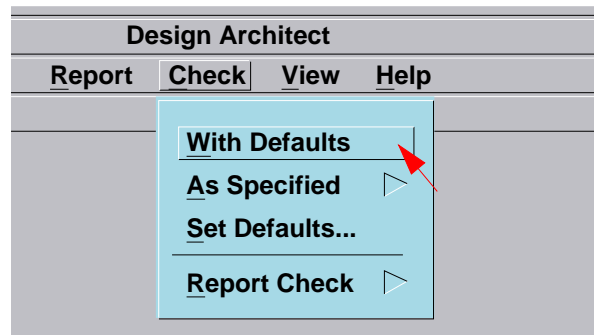 Design Architect
Report Check View Help
With Defaults
As Specified
Set Defaults...
Report Check